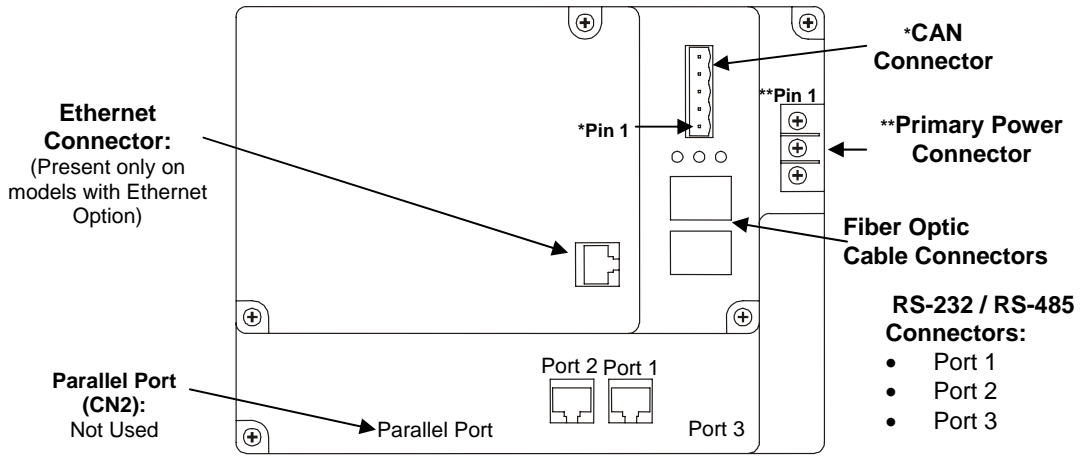 *CAN
Connector
**Pin 1
Ethernet
Connector:
(Present only on
models with Ethernet
Option)
*Pin 1
**Primary Power
Connector
Fiber Optic
Cable Connectors
RS-232 / RS-485
Connectors:
• Port 1
• Port 2
• Port 3
Port 2 Port 1
Parallel Port
(CN2):
Not Used
Parallel Port
Port 3